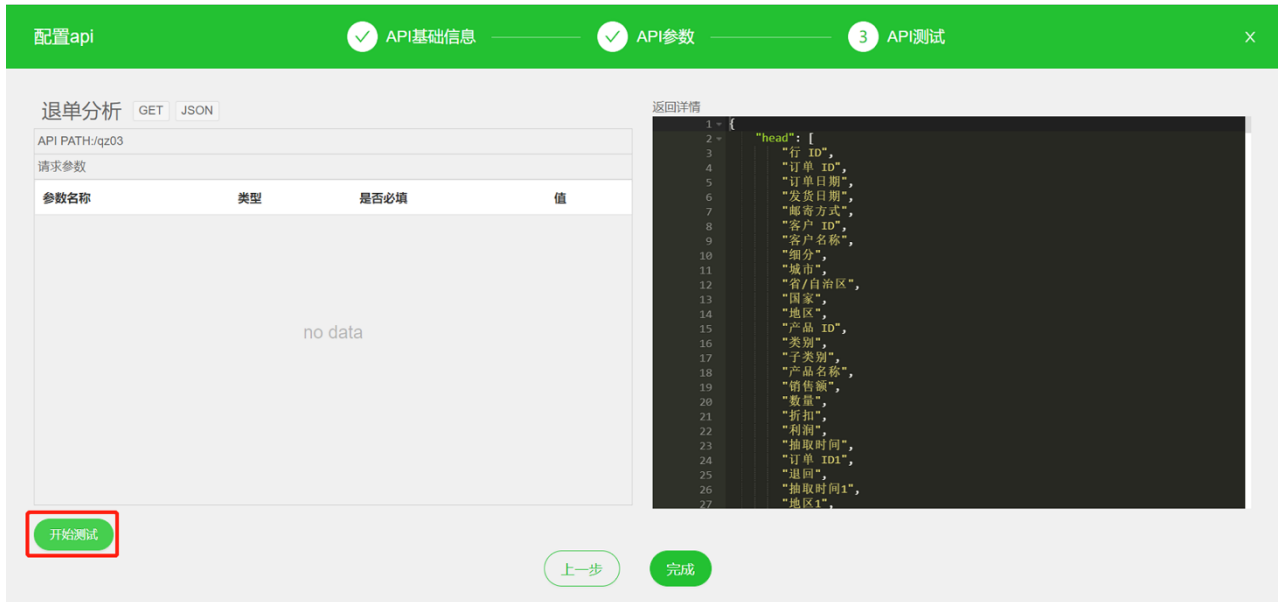 配置api
API基础信息
API参数
3 API测试
X
退单分析 GET JSON
API PATH:/qz03
请求参数
参数名称 类型 是否必填 值
no data
开始测试
返回详情
1 {
2 "head": [
3 "行 ID",
4 "订单 ID",
5 "订单日期",
6 "发货日期",
7 "邮寄方式",
8 "客户 ID",
9 "客户名称",
10 "细分",
11 "城市",
12 "省/自治区",
13 "国家",
14 "地区",
15 "产品 ID",
16 "类别",
17 "子类别",
18 "产品名称",
19 "销售额",
20 "数量",
21 "折扣",
22 "利润",
23 "抽取时间",
24 "订单 ID1",
25 "退回",
26 "抽取时间1",
27 "地区1",
上一步
完成